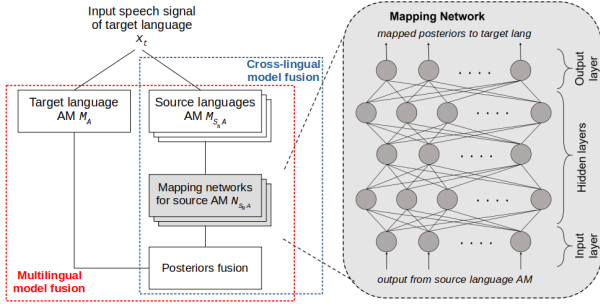 Input speech signal
of target language
x_t
Cross-lingual
model fusion
Target language
AM M_A
Source languages
AM M_{S_n A}
Mapping networks
for source AM N_{S_n A}
Posteriors fusion
Multilingual
model fusion
Mapping Network
mapped posteriors to target lang
Output
layer
Hidden layers
Input
layer
output from source language AM